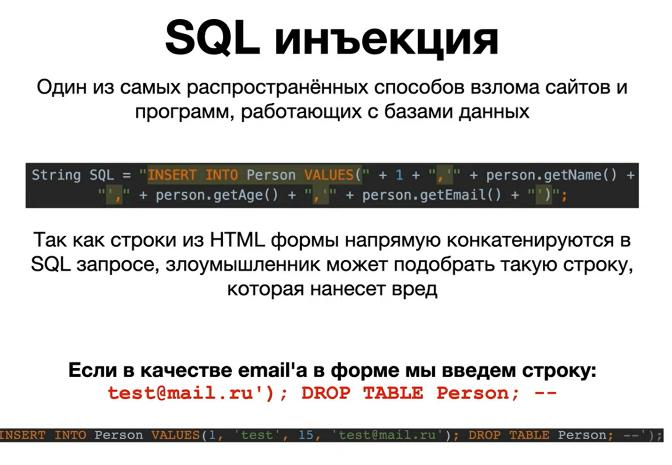 SQL инъекция
Один из самых распространённых способов взлома сайтов и
программ, работающих с базами данных
String SQL = "INSERT INTO Person VALUES(" + 1 + ",'" + person.getName() +
"'," + person.getAge() + ",'" + person.getEmail() + "')";
Так как строки из HTML формы напрямую конкатенируются в
SQL запросе, злоумышленник может подобрать такую строку,
которая нанесет вред
Если в качестве email'а в форме мы введем строку:
test@mail.ru'); DROP TABLE Person; --
INSERT INTO Person VALUES(1, 'test', 15, 'test@mail.ru'); DROP TABLE Person; --');